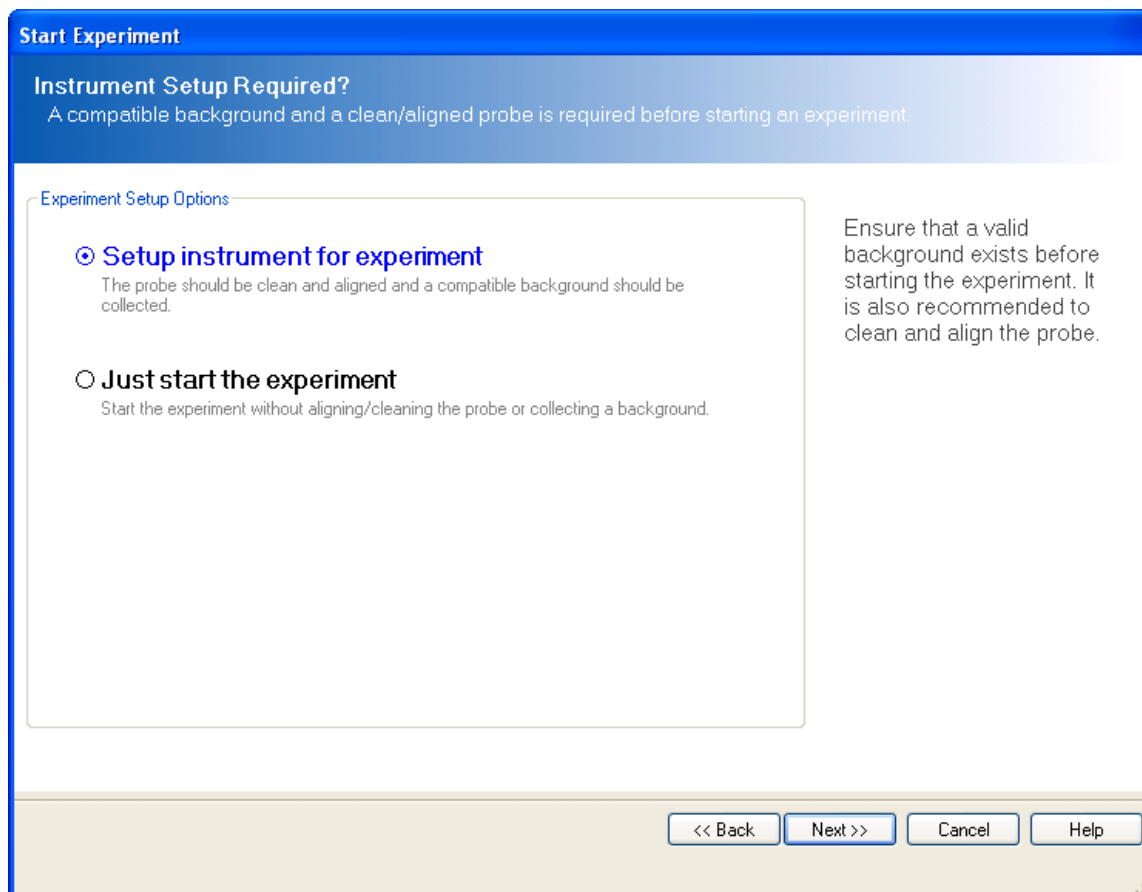 Start Experiment
Instrument Setup Required?
A compatible background and a clean/aligned probe is required before starting an experiment.
Experiment Setup Options
Setup instrument for experiment
The probe should be clean and aligned and a compatible background should be
collected.
Just start the experiment
Start the experiment without aligning/cleaning the probe or collecting a background.
Ensure that a valid
background exists before
starting the experiment. It
is also recommended to
clean and align the probe.
<< Back
Next >>
Cancel
Help